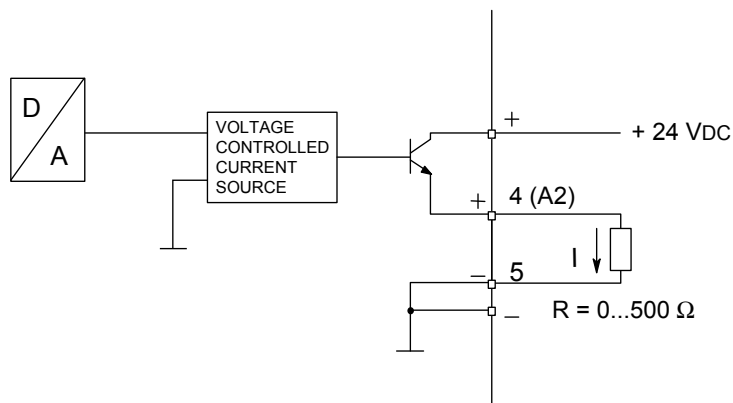 D
A
VOLTAGE
CONTROLLED
CURRENT
SOURCE
+
+ 24 VDC
+
4 (A2)
I
−
5
−
R = 0...500 Ω